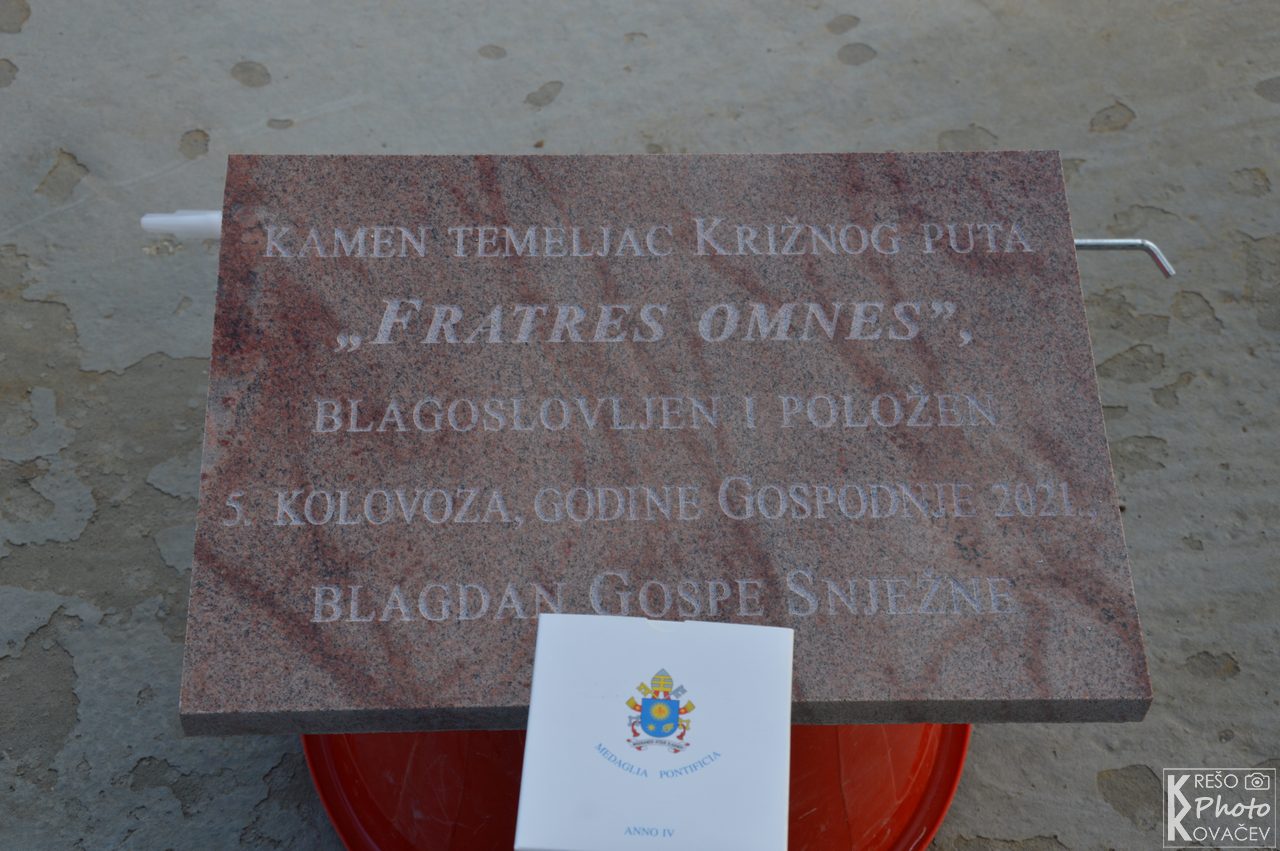 KAMEN TEMELJAC KRIŽNOG PUTA
„FRATRES OMNES”,
BLAGOSLOVLJEN I POLOŽEN
5. KOLOVOZA, GODINE GOSPODNJE 2021.,
BLAGDAN GOSPE SNJEŽNE
MEDAGLIA PONTIFICIA
ANNO IV
KREŠO
Photo
KOVAČEV